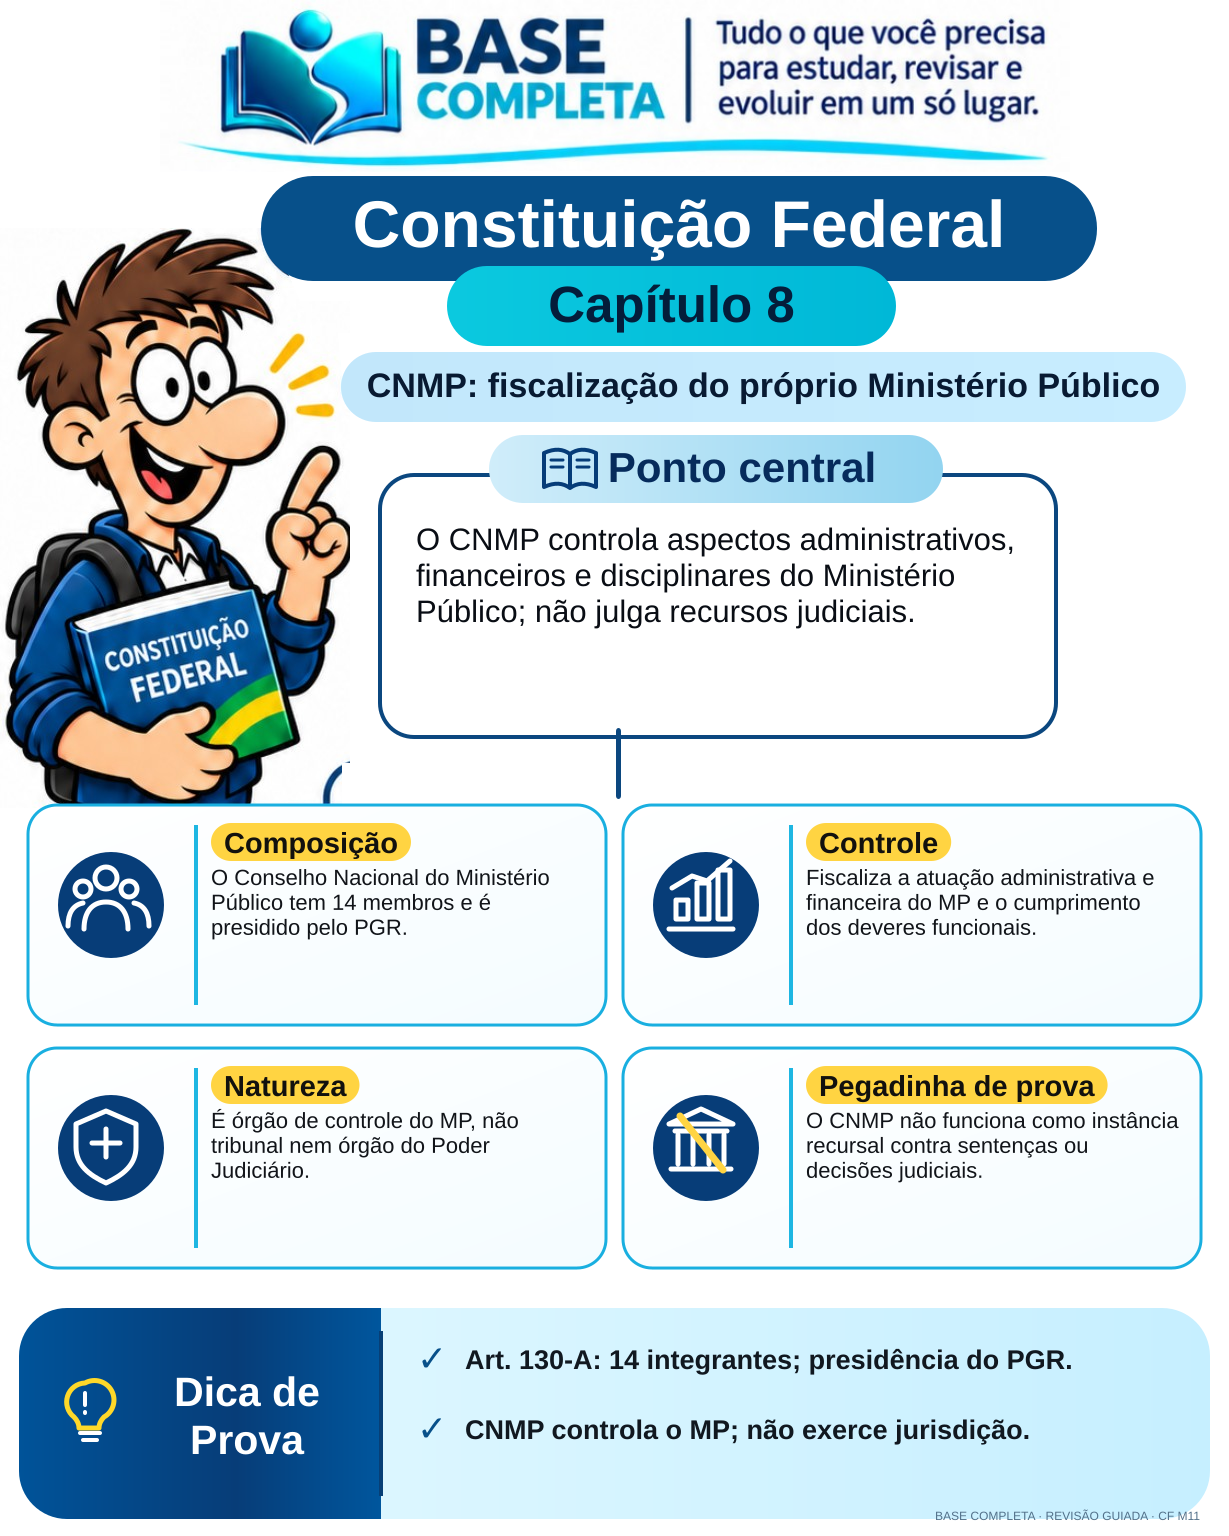 BASE
COMPLETA
Tudo o que você precisa
para estudar, revisar e
evoluir em um só lugar.
Constituição Federal
Capítulo 8
CNMP: fiscalização do próprio Ministério Público
Ponto central
O CNMP controla aspectos administrativos,
financeiros e disciplinares do Ministério
Público; não julga recursos judiciais.
CONSTITUIÇÃO
FEDERAL
Composição
O Conselho Nacional do Ministério
Público tem 14 membros e é
presidido pelo PGR.
Controle
Fiscaliza a atuação administrativa e
financeira do MP e o cumprimento
dos deveres funcionais.
Natureza
É órgão de controle do MP, não
tribunal nem órgão do Poder
Judiciário.
Pegadinha de prova
O CNMP não funciona como instância
recursal contra sentenças ou
decisões judiciais.
Dica de
Prova
✓ Art. 130-A: 14 integrantes; presidência do PGR.
✓ CNMP controla o MP; não exerce jurisdição.
BASE COMPLETA · REVISÃO GUIADA · CF M11